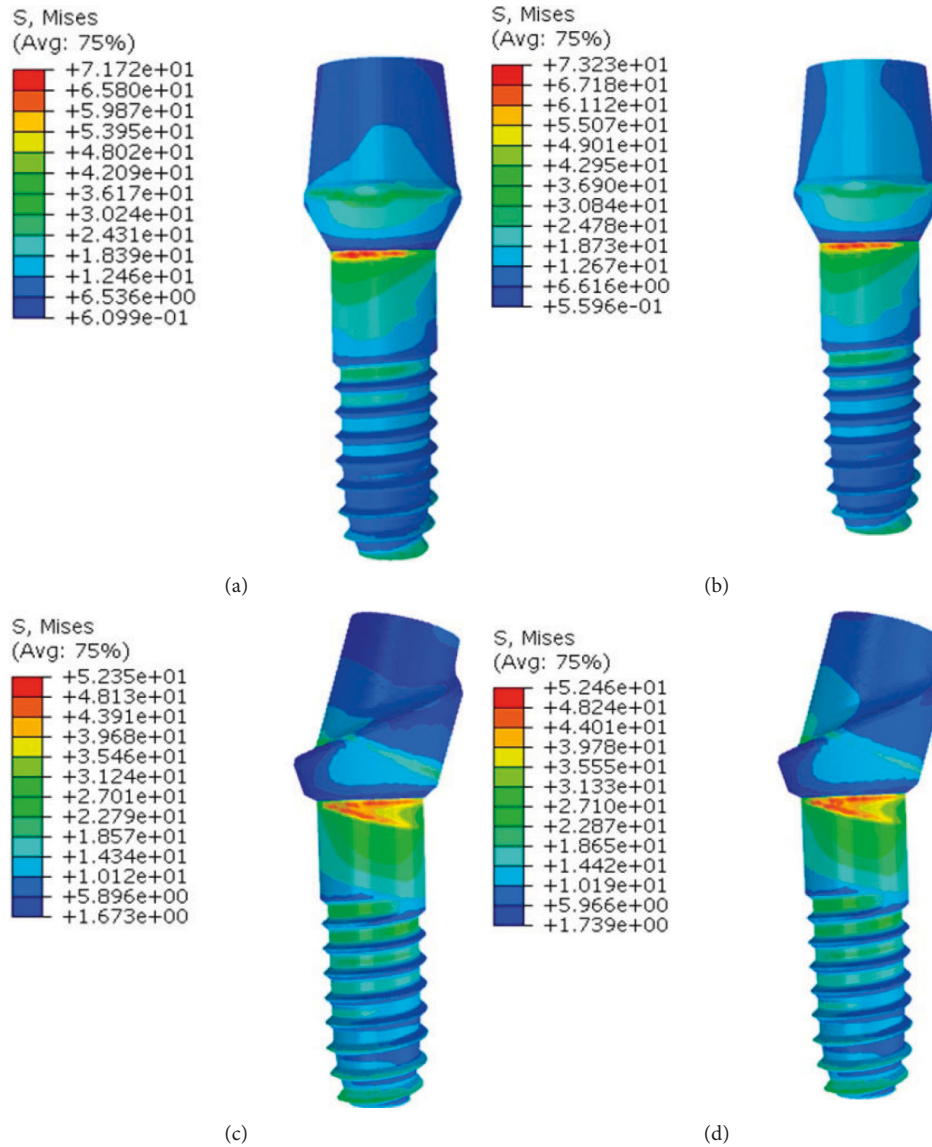 S, Mises
(Avg: 75%)
+7.172e+01
+6.580e+01
+5.987e+01
+5.395e+01
+4.802e+01
+4.209e+01
+3.617e+01
+3.024e+01
+2.431e+01
+1.839e+01
+1.246e+01
+6.536e+00
+6.099e-01
(a)
S, Mises
(Avg: 75%)
+7.323e+01
+6.718e+01
+6.112e+01
+5.507e+01
+4.901e+01
+4.295e+01
+3.690e+01
+3.084e+01
+2.478e+01
+1.873e+01
+1.267e+01
+6.616e+00
+5.596e-01
(b)
S, Mises
(Avg: 75%)
+5.235e+01
+4.813e+01
+4.391e+01
+3.968e+01
+3.546e+01
+3.124e+01
+2.701e+01
+2.279e+01
+1.857e+01
+1.434e+01
+1.012e+01
+5.896e+00
+1.673e+00
(c)
S, Mises
(Avg: 75%)
+5.246e+01
+4.824e+01
+4.401e+01
+3.978e+01
+3.555e+01
+3.133e+01
+2.710e+01
+2.287e+01
+1.865e+01
+1.442e+01
+1.019e+01
+5.966e+00
+1.739e+00
(d)